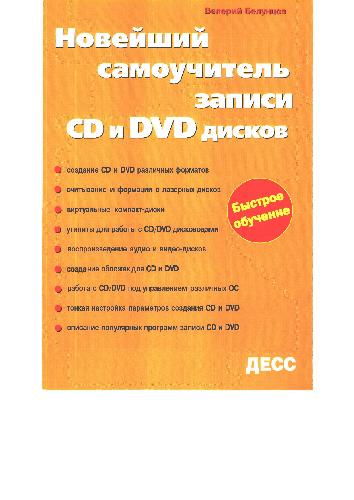 Валерий Белунцов
Новейший
самоучитель
записи
CD и DVD дисков
создание CD и DVD различных форматов
считывание информации с лазерных дисков
виртуальные компакт-диски
утилиты для работы с CD/DVD дисководами
воспроизведение аудио и видео-дисков
создание обложек для CD и DVD
работа с CD/DVD под управлением различных ОС
тонкая настройка параметров создания CD и DVD
описание популярных программ записи CD и DVD
Быстрое
обучение
ДЕСС